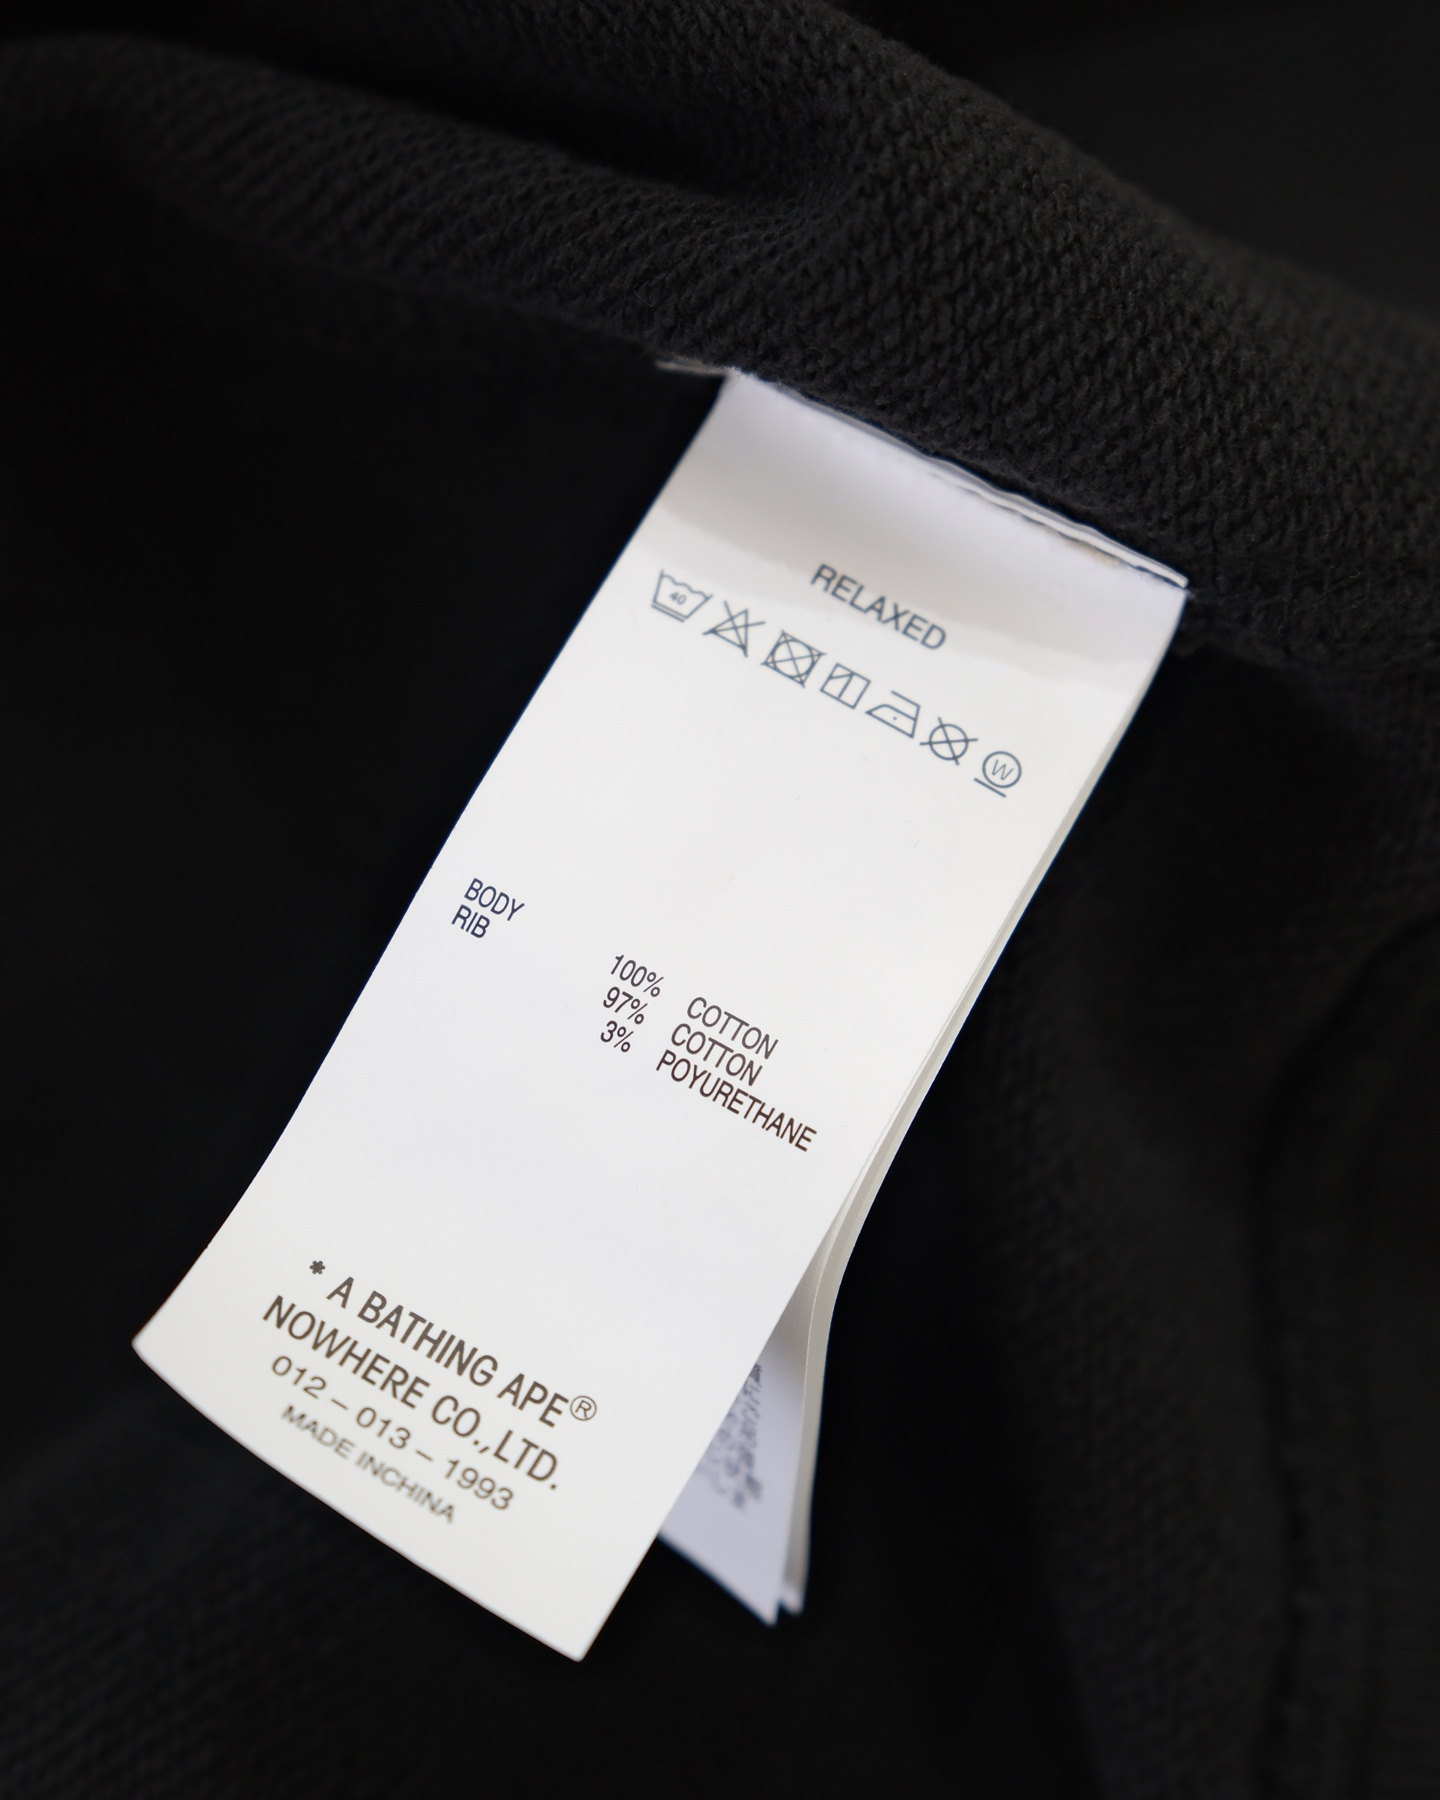 RELAXED
40
W
BODY
RIB
100% COTTON
97% COTTON
3% POYURETHANE
* A BATHING APE®
NOWHERE CO.,LTD.
012 – 013 – 1993
MADE INCHINA